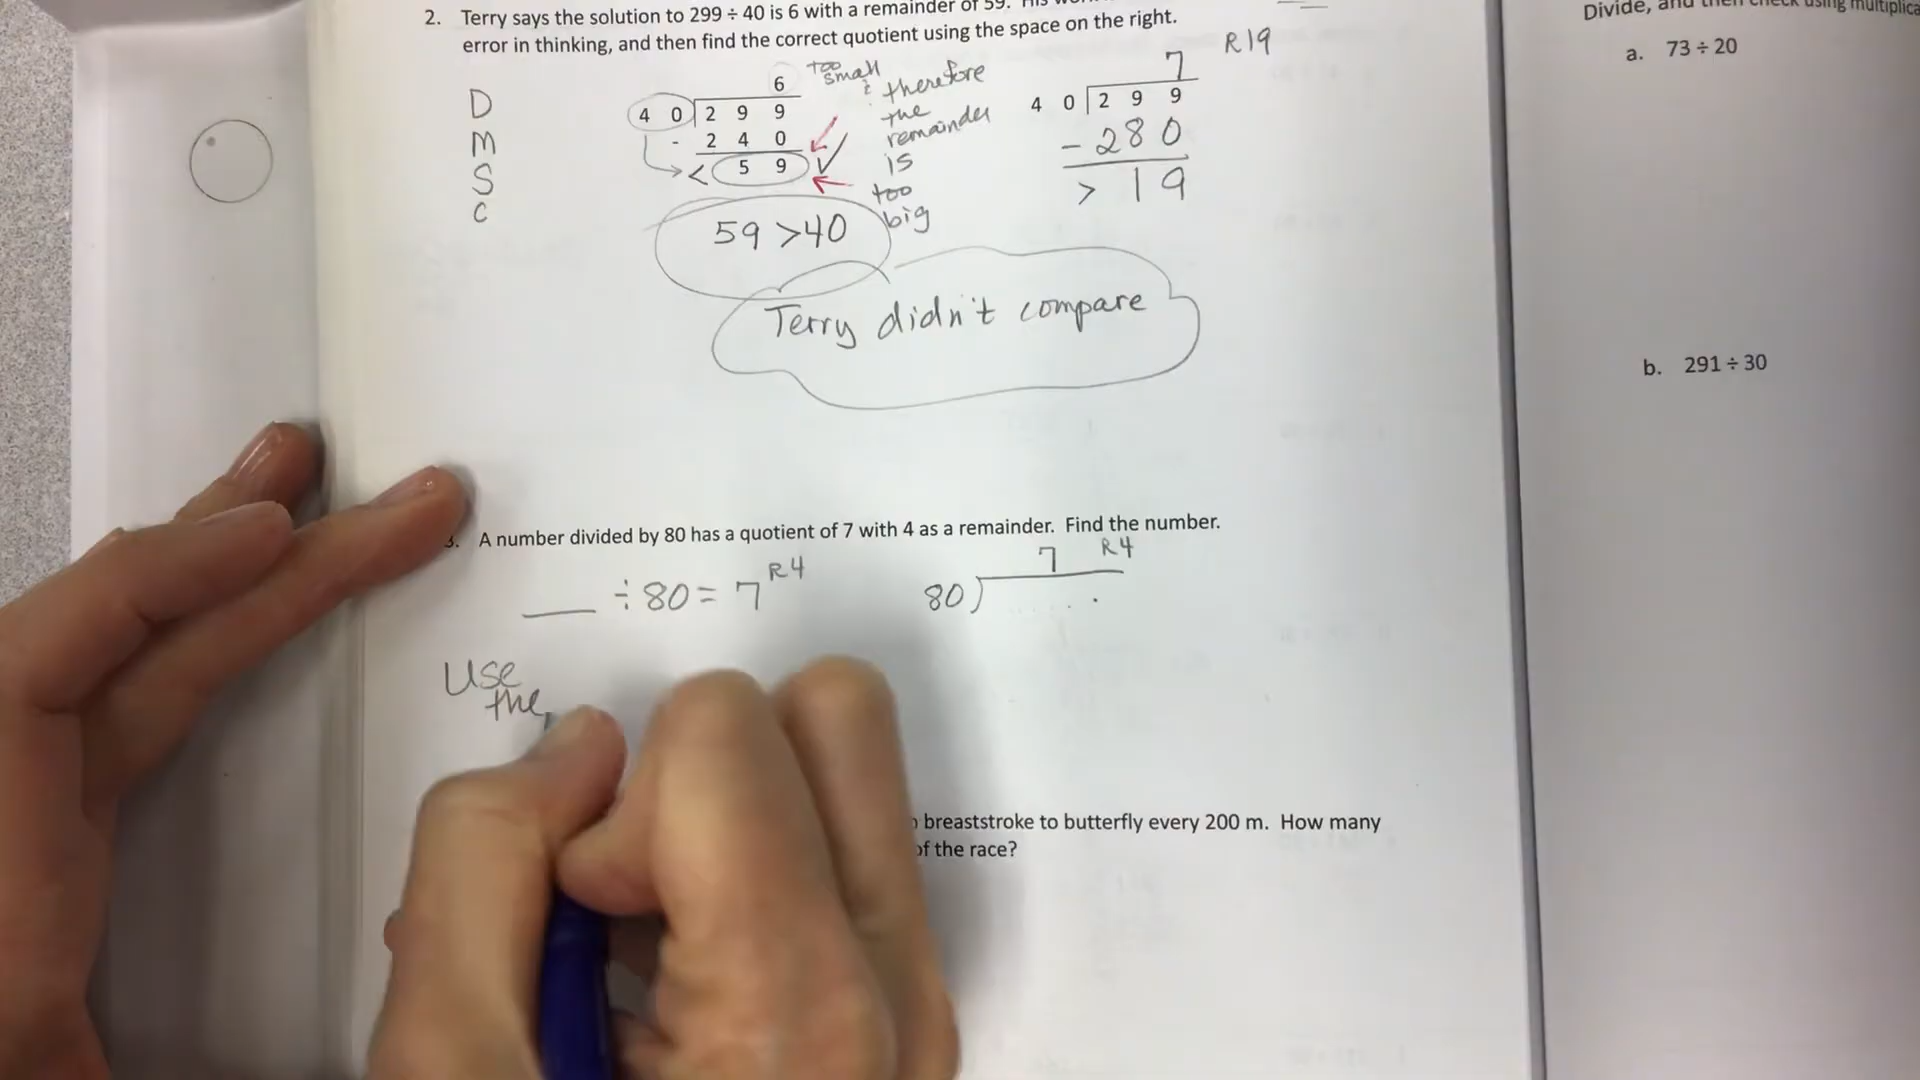 2. Terry says the solution to 299 ÷ 40 is 6 with a remainder of 59.
error in thinking, and then find the correct quotient using the space on the right.
D
M
S
C
6
40 299
- 240
< 59
too
small
therefore
the
remainder
is
too
big
59 >40
Terry didn't compare
7 R19
40 299
- 280
> 19
3. A number divided by 80 has a quotient of 7 with 4 as a remainder. Find the number.
___ ÷ 80 = 7 R4
7 R4
80)
Use
the
breaststroke to butterfly every 200 m. How many
of the race?
Divide, and then check using
a. 73 ÷ 20
b. 291 ÷ 30